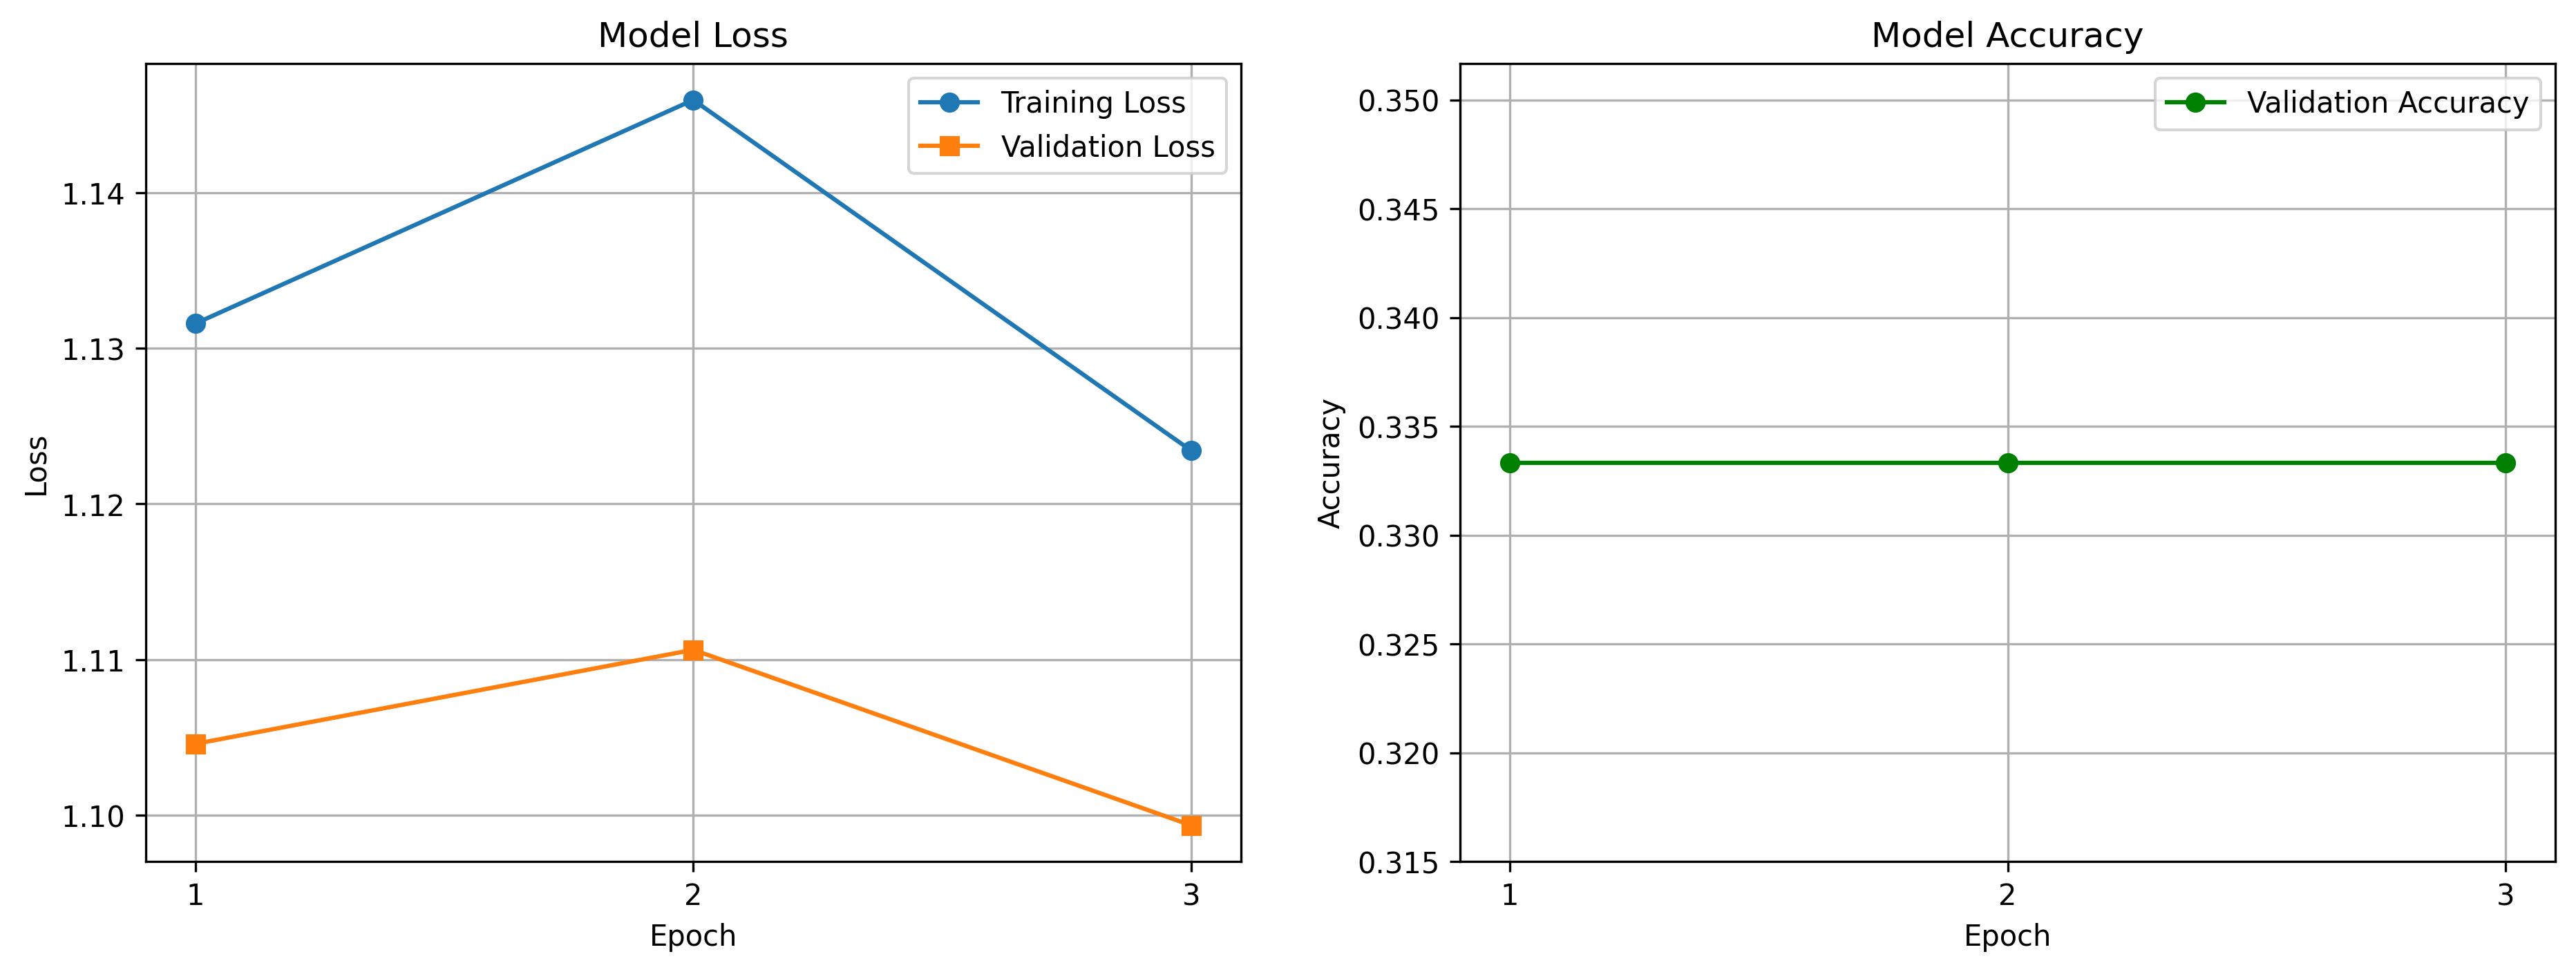 Model Loss
Training Loss
Validation Loss
1.14
1.13
1.12
1.11
1.10
Loss
1
2
3
Epoch
Model Accuracy
Validation Accuracy
0.350
0.345
0.340
0.335
0.330
0.325
0.320
0.315
Accuracy
1
2
3
Epoch